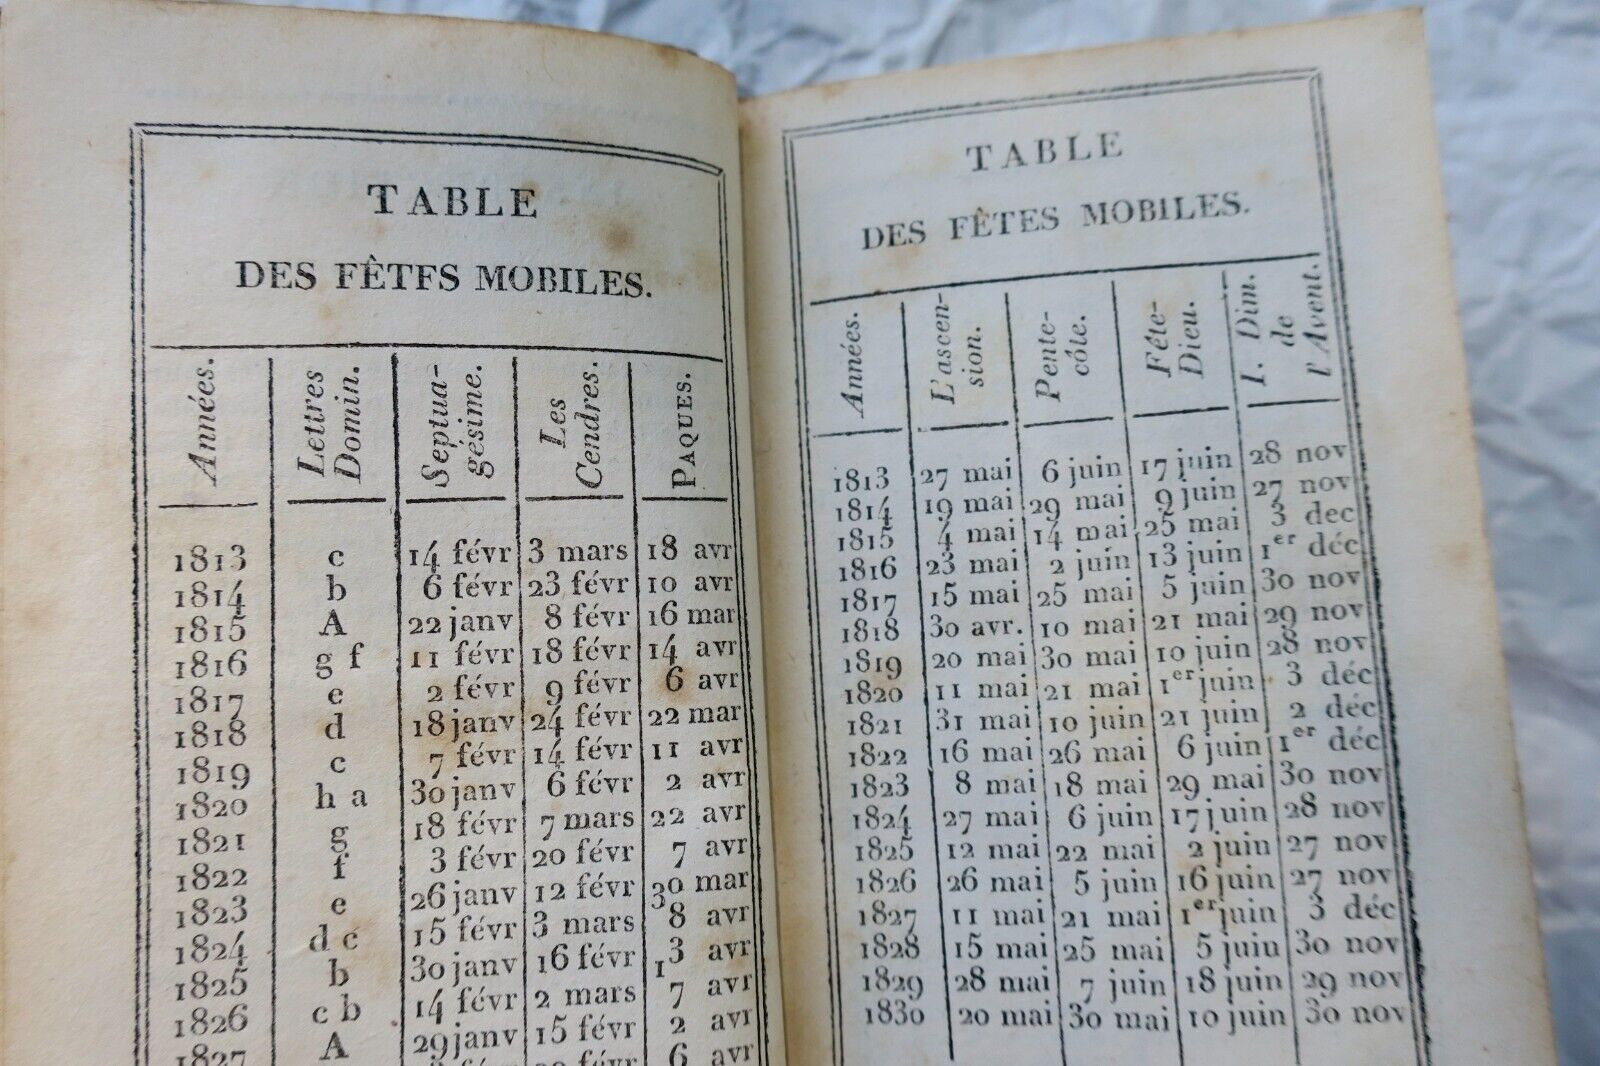 TABLE
DES FÊTFS MOBILES.
Années. Lettres Domin. Septua-gésime. Les Cendres. PAQUES.
1813 c 14 févr 3 mars 18 avr
1814 b 6 févr 23 févr 10 avr
1815 A 22 janv 8 févr 16 mar
1816 g f 11 févr 18 févr 14 avr
1817 e 2 févr 9 févr 6 avr
1818 d 18 janv 24 févr 22 mar
1819 c 7 févr 14 févr 11 avr
1820 h a 30 janv 6 févr 2 avr
1821 g 18 févr 7 mars 22 avr
1822 f 3 févr 20 févr 7 avr
1823 e 26 janv 12 févr 30 mar
1824 d c 15 févr 3 mars 8 avr
1825 b 30 janv 16 févr 13 avr
1826 c b 14 févr 2 mars 7 avr
1827 A 29 janv 15 févr 2 avr
6 avr
TABLE
DES FÊTES MOBILES.
Années. L'ascen-sion. Pente-côte. Fête-Dieu. I. Dim. de l'Avent.
1813 27 mai 6 juin 17 juin 28 nov
1814 19 mai 29 mai 9 juin 27 nov
1815 4 mai 14 mai 25 mai 3 dec
1816 23 mai 2 juin 13 juin 1er déc
1817 15 mai 25 mai 5 juin 30 nov
1818 30 avr. 10 mai 21 mai 29 nov
1819 20 mai 30 mai 10 juin 28 nov
1820 11 mai 21 mai 1er juin 3 déc
1821 31 mai 10 juin 21 juin 2 déc
1822 16 mai 26 mai 6 juin 1er déc
1823 8 mai 18 mai 29 mai 30 nov
1824 27 mai 6 juin 17 juin 28 nov
1825 12 mai 22 mai 2 juin 27 nov
1826 26 mai 5 juin 16 juin 27 nov
1827 11 mai 21 mai 1er juin 3 déc
1828 15 mai 25 mai 5 juin 30 nov
1829 28 mai 7 juin 18 juin 29 nov
1830 20 mai 30 mai 10 juin 30 nov